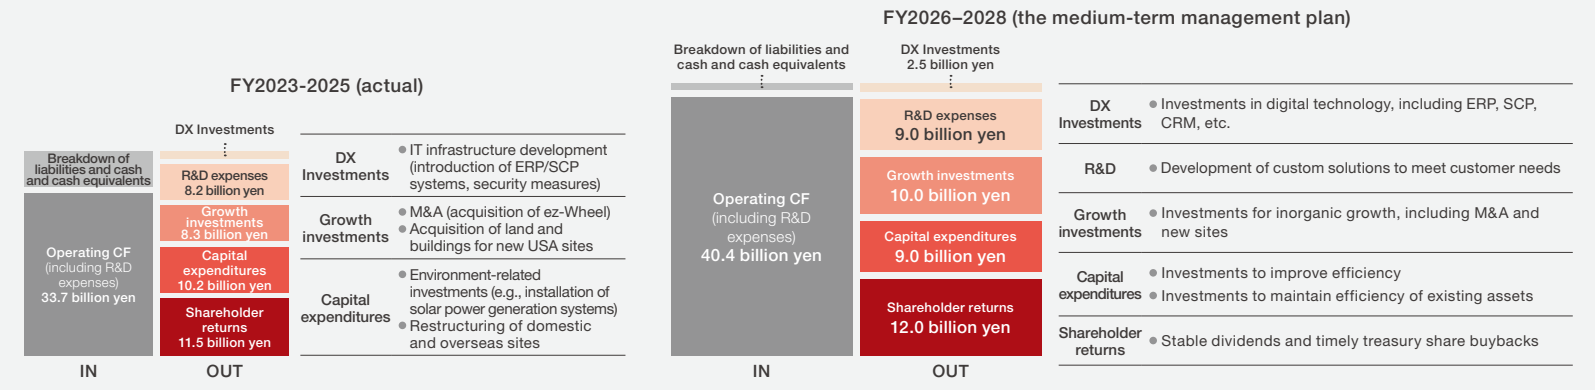 FY2023-2025 (actual)
DX Investments
Breakdown of
liabilities and cash
and cash equivalents
Operating CF
(including R&D
expenses)
33.7 billion yen
IN
R&D expenses
8.2 billion yen
Growth
investments
8.3 billion yen
Capital
expenditures
10.2 billion yen
Shareholder
returns
11.5 billion yen
OUT
DX
Investments
● IT infrastructure development
(introduction of ERP/SCP
systems, security measures)
Growth
investments
● M&A (acquisition of ez-Wheel)
● Acquisition of land and
buildings for new USA sites
Capital
expenditures
● Environment-related
investments (e.g., installation of
solar power generation systems)
● Restructuring of domestic
and overseas sites
FY2026–2028 (the medium-term management plan)
Breakdown of liabilities and
cash and cash equivalents
Operating CF
(including R&D
expenses)
40.4 billion yen
IN
DX Investments
2.5 billion yen
R&D expenses
9.0 billion yen
Growth investments
10.0 billion yen
Capital expenditures
9.0 billion yen
Shareholder returns
12.0 billion yen
OUT
DX
Investments
● Investments in digital technology, including ERP, SCP,
CRM, etc.
R&D
● Development of custom solutions to meet customer needs
Growth
investments
● Investments for inorganic growth, including M&A and
new sites
Capital
expenditures
● Investments to improve efficiency
● Investments to maintain efficiency of existing assets
Shareholder
returns
● Stable dividends and timely treasury share buybacks